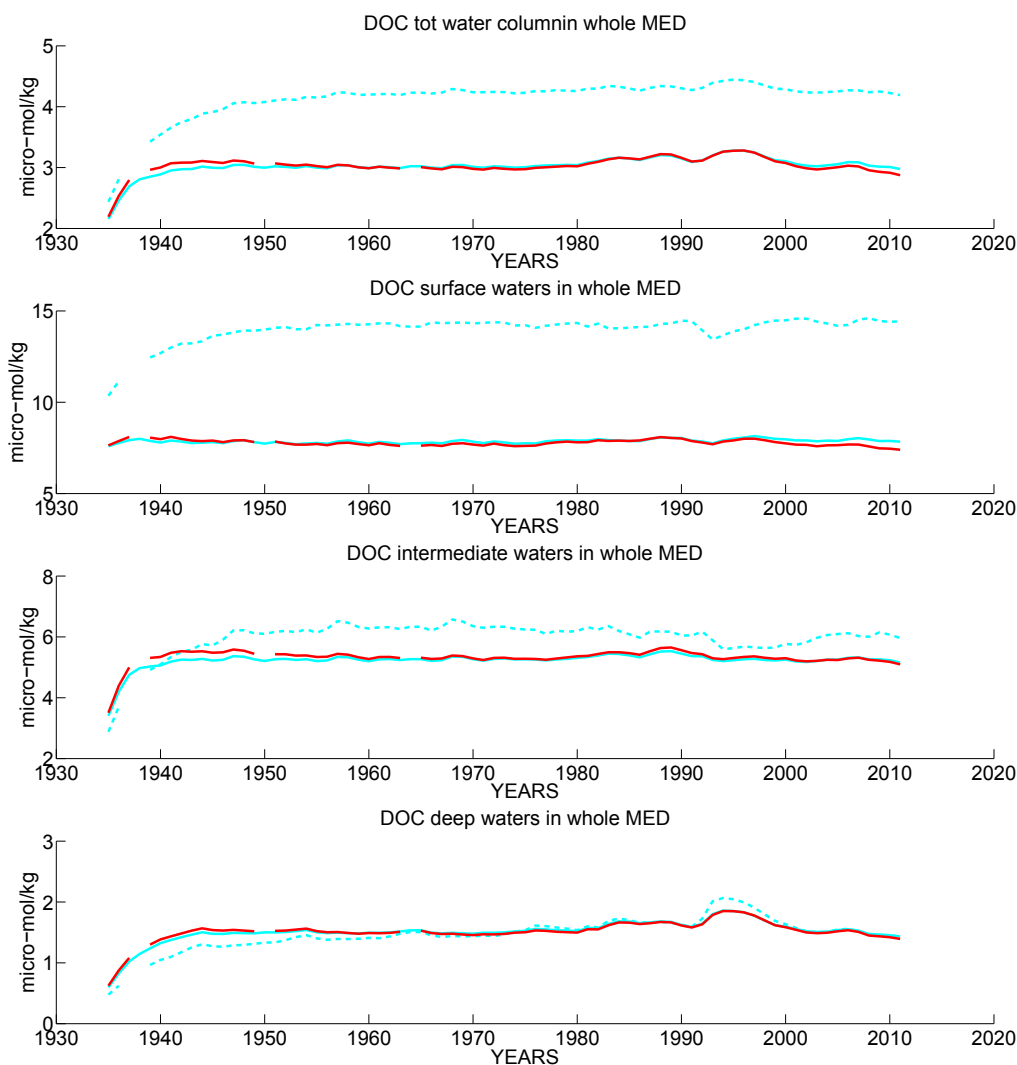 DOC tot water columnin whole MED
5
4
3
2
micro−mol/kg
1930 1940 1950 1960 1970 1980 1990 2000 2010 2020
YEARS
DOC surface waters in whole MED
15
10
5
micro−mol/kg
1930 1940 1950 1960 1970 1980 1990 2000 2010 2020
YEARS
DOC intermediate waters in whole MED
8
6
4
2
micro−mol/kg
1930 1940 1950 1960 1970 1980 1990 2000 2010 2020
YEARS
DOC deep waters in whole MED
3
2
1
0
micro−mol/kg
1930 1940 1950 1960 1970 1980 1990 2000 2010 2020
YEARS